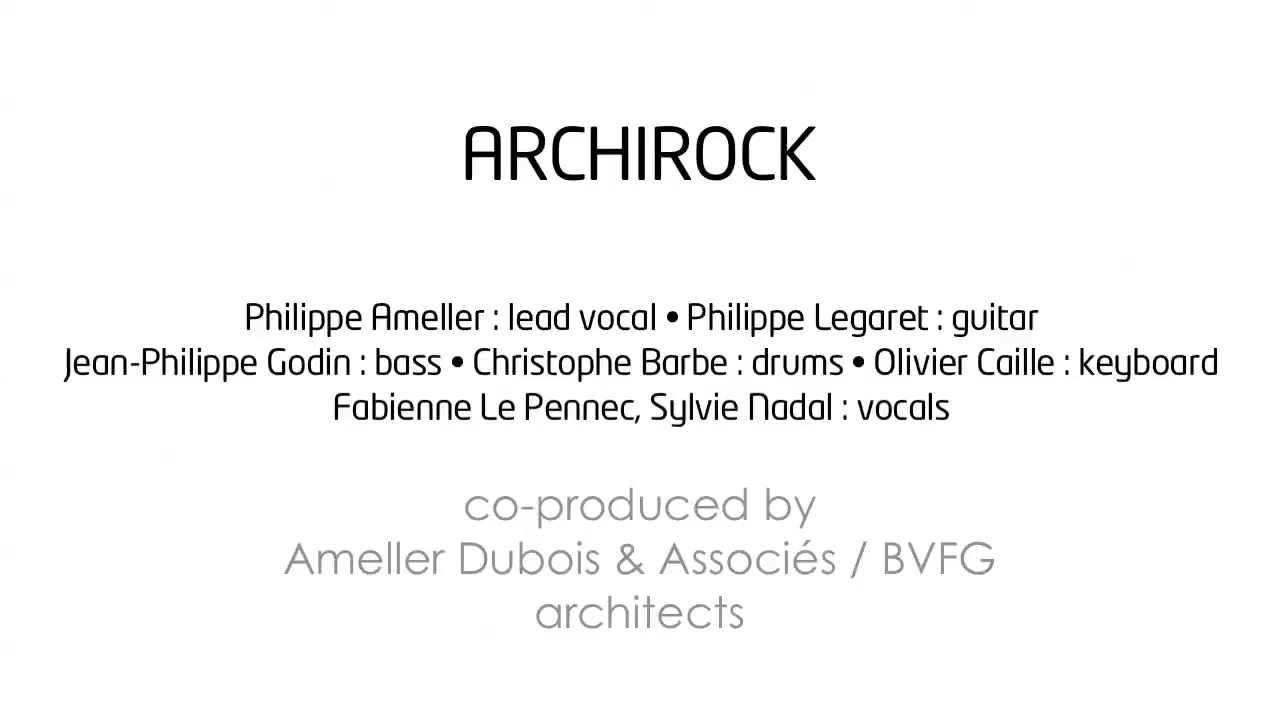 ARCHIROCK
Philippe Ameller : lead vocal • Philippe Legaret : guitar
Jean-Philippe Godin : bass • Christophe Barbe : drums • Olivier Caille : keyboard
Fabienne Le Pennec, Sylvie Nadal : vocals
co-produced by
Ameller Dubois & Associés / BVFG
architects